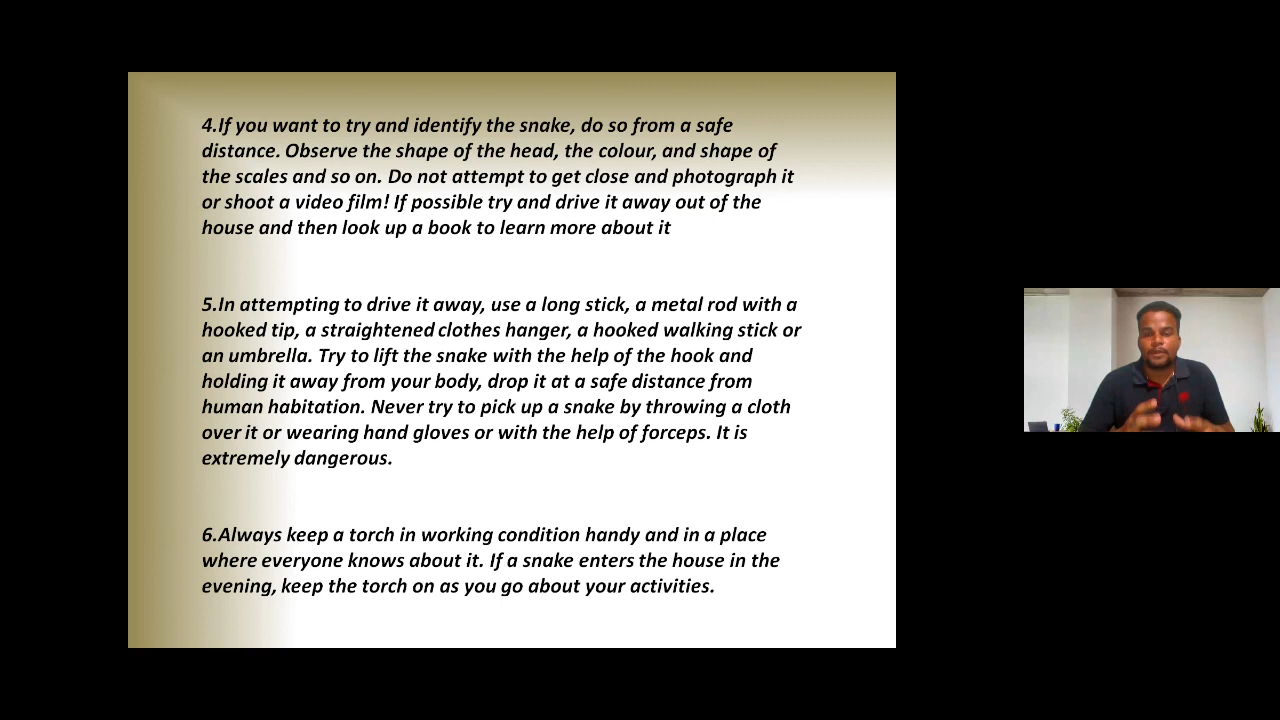 4.If you want to try and identify the snake, do so from a safe
distance. Observe the shape of the head, the colour, and shape of
the scales and so on. Do not attempt to get close and photograph it
or shoot a video film! If possible try and drive it away out of the
house and then look up a book to learn more about it
5.In attempting to drive it away, use a long stick, a metal rod with a
hooked tip, a straightened clothes hanger, a hooked walking stick or
an umbrella. Try to lift the snake with the help of the hook and
holding it away from your body, drop it at a safe distance from
human habitation. Never try to pick up a snake by throwing a cloth
over it or wearing hand gloves or with the help of forceps. It is
extremely dangerous.
6.Always keep a torch in working condition handy and in a place
where everyone knows about it. If a snake enters the house in the
evening, keep the torch on as you go about your activities.